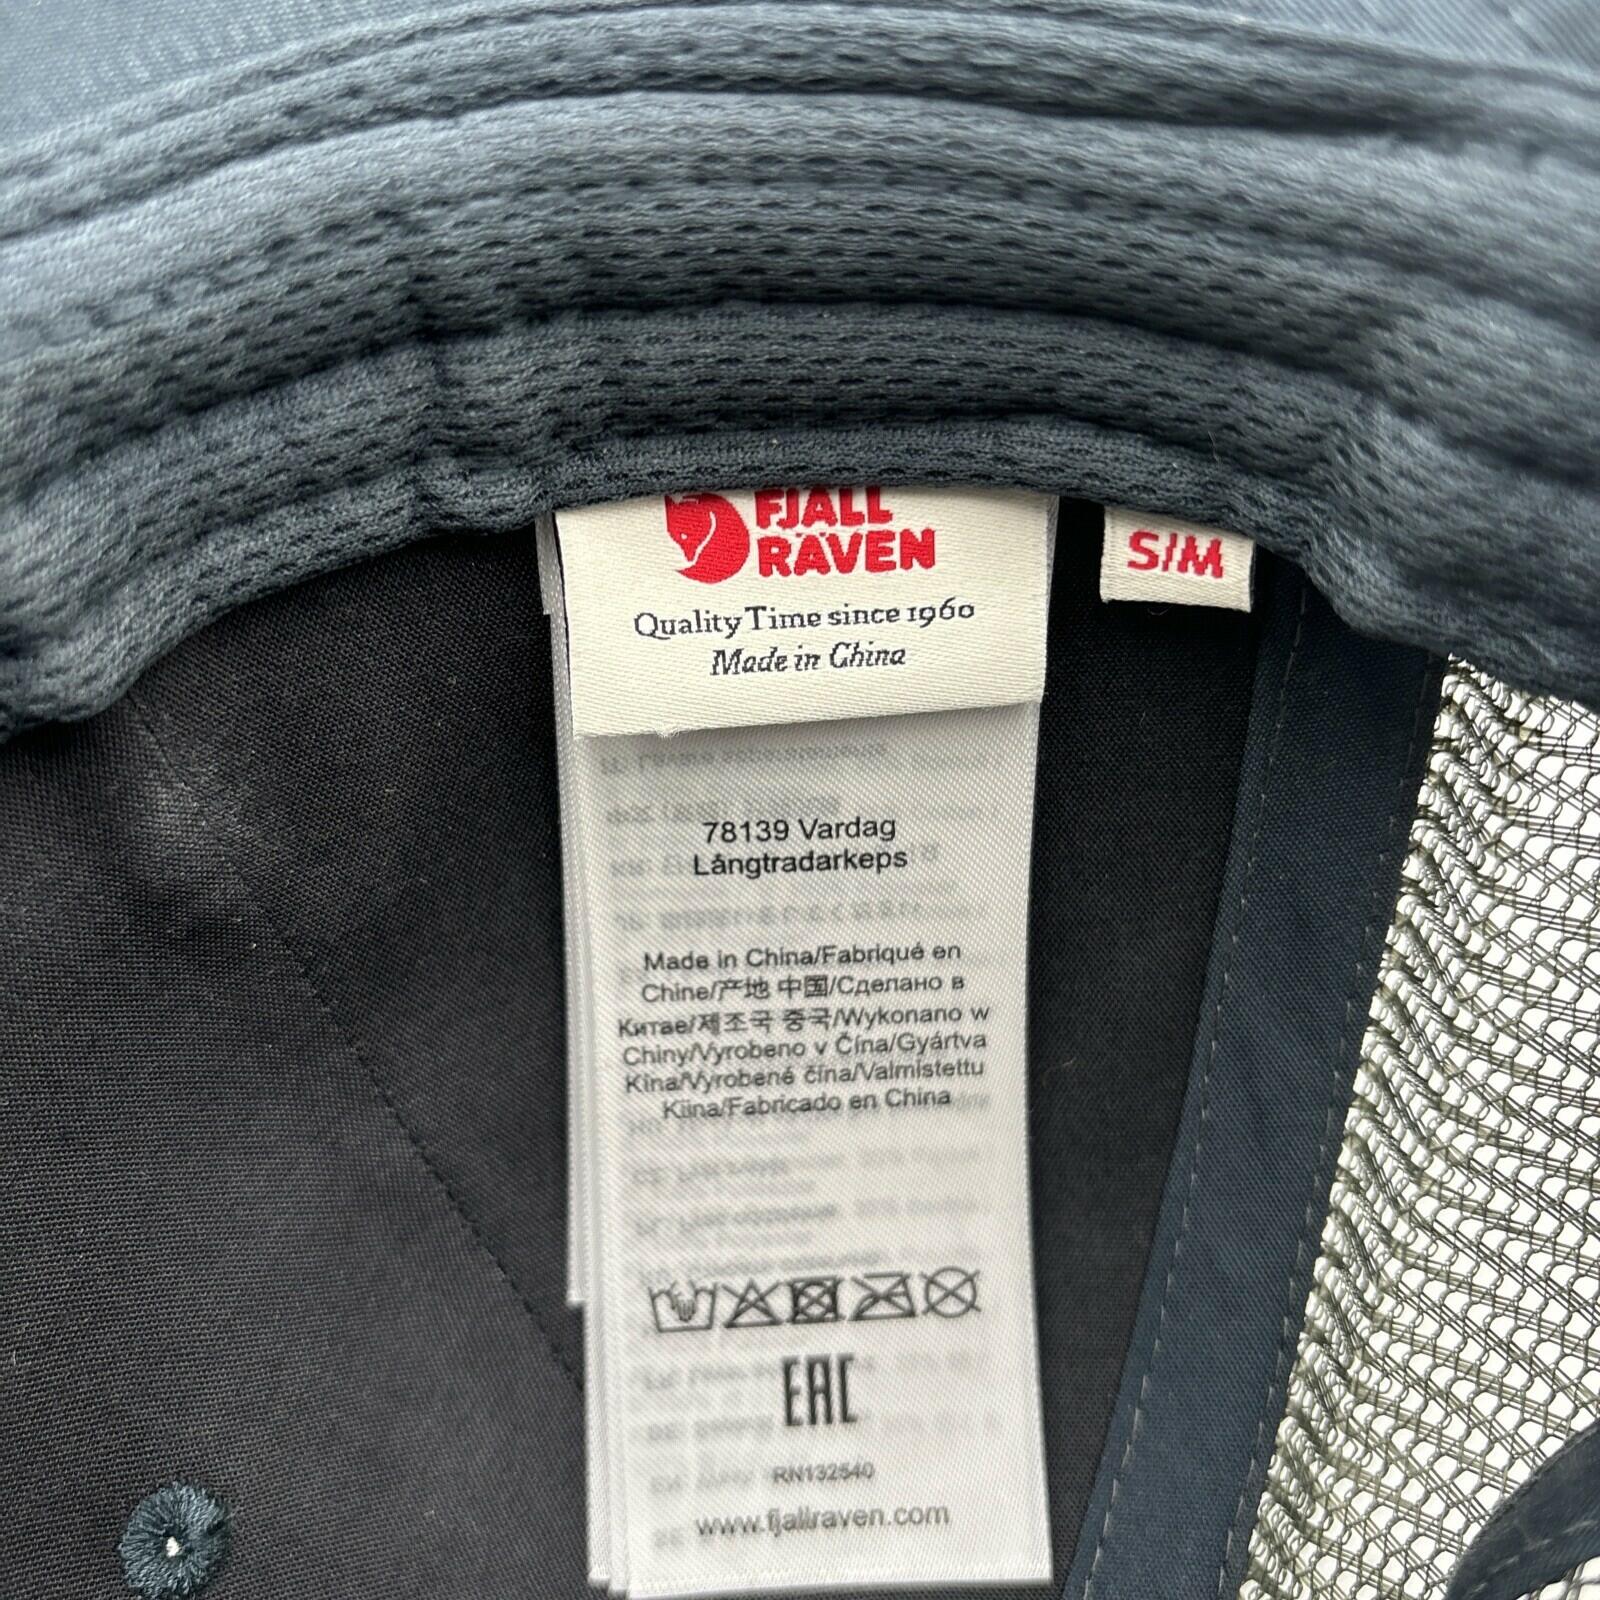 FJÄLL
RÄVEN
S/M
Quality Time since 1960
Made in China
78139 Vardag
Långtradarkeps
Made in China/Fabriqué en
Chine/产地 中国/Сделано в
Китае/제조국 중국/Wykonano w
Chiny/Vyrobeno v Čína/Gyártva
Kína/Vyrobené čína/Valmistettu
Kiina/Fabricado en China
EAC
RN132540
www.fjallraven.com